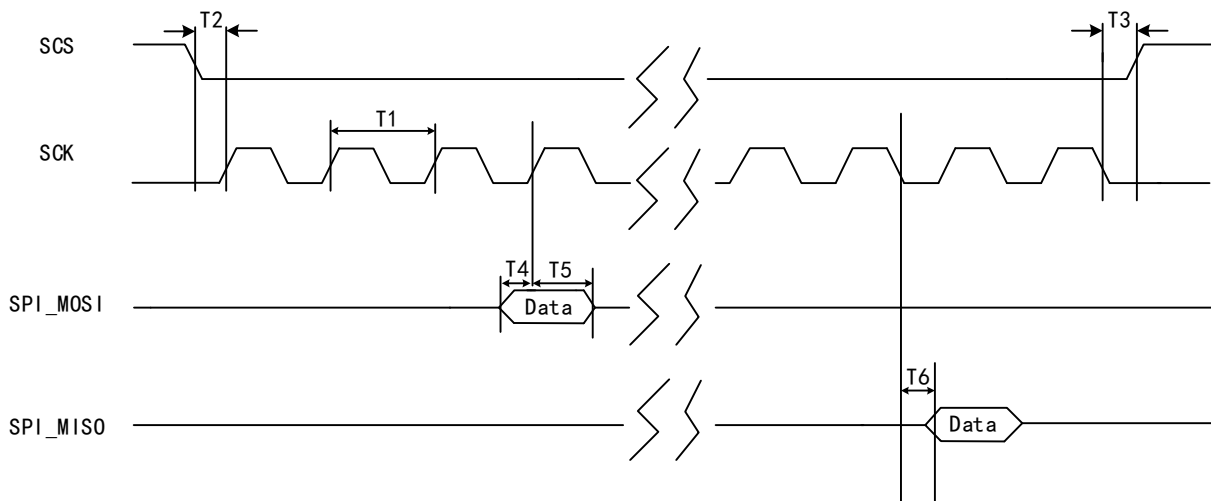 T2
T3
SCS
T1
SCK
T4
T5
SPI_MOSI
Data
T6
SPI_MISO
Data